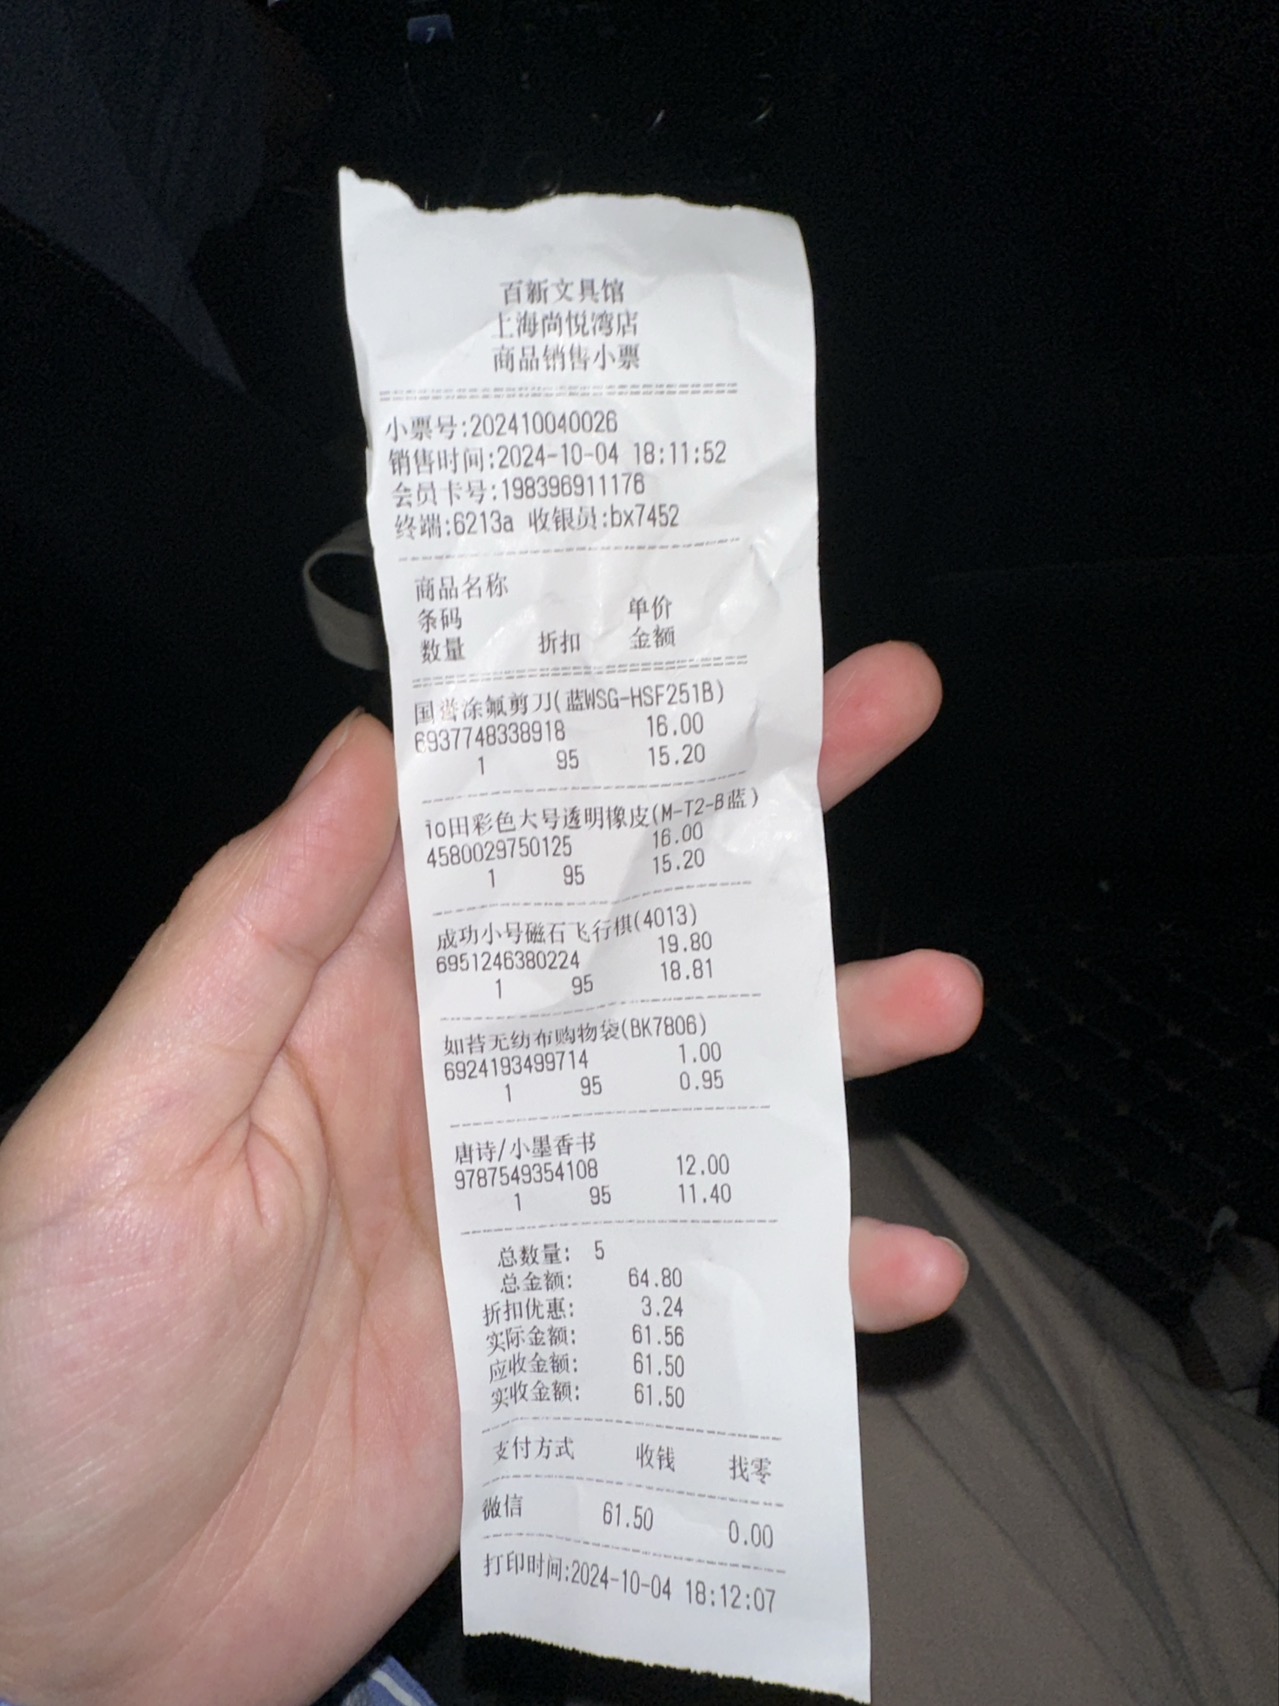 百新文具馆
上海尚悦湾店
商品销售小票
小票号:202410040026
销售时间:2024-10-04 18:11:52
会员卡号:198396911176
终端:6213a 收银员:bx7452
商品名称
条码 单价
数量 折扣 金额
国誉涂氟剪刀(蓝WSG-HSF251B)
6937748338918 16.00
1 95 15.20
io田彩色大号透明橡皮(M-T2-B蓝)
4580029750125 16.00
1 95 15.20
成功小号磁石飞行棋(4013)
6951246380224 19.80
1 95 18.81
如苔无纺布购物袋(BK7806)
6924193499714 1.00
1 95 0.95
唐诗/小墨香书
9787549354108 12.00
1 95 11.40
总数量: 5
总金额: 64.80
折扣优惠: 3.24
实际金额: 61.56
应收金额: 61.50
实收金额: 61.50
支付方式 收钱 找零
微信 61.50 0.00
打印时间:2024-10-04 18:12:07